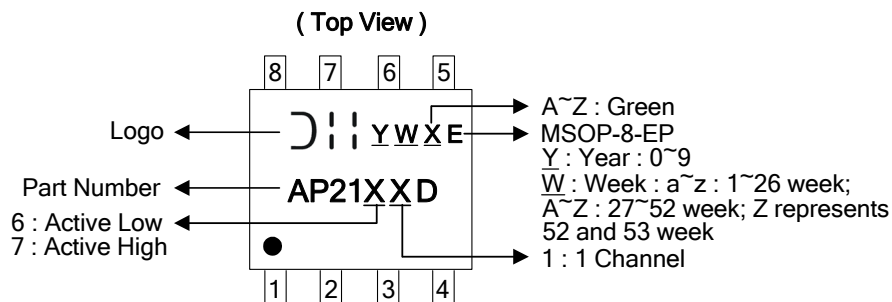 ( Top View )
8 7 6 5
Logo
YWXE
A~Z : Green
MSOP-8-EP
Y : Year : 0~9
W : Week : a~z : 1~26 week;
A~Z : 27~52 week; Z represents
52 and 53 week
Part Number
AP21XXD
6 : Active Low
7 : Active High
1 : 1 Channel
1 2 3 4